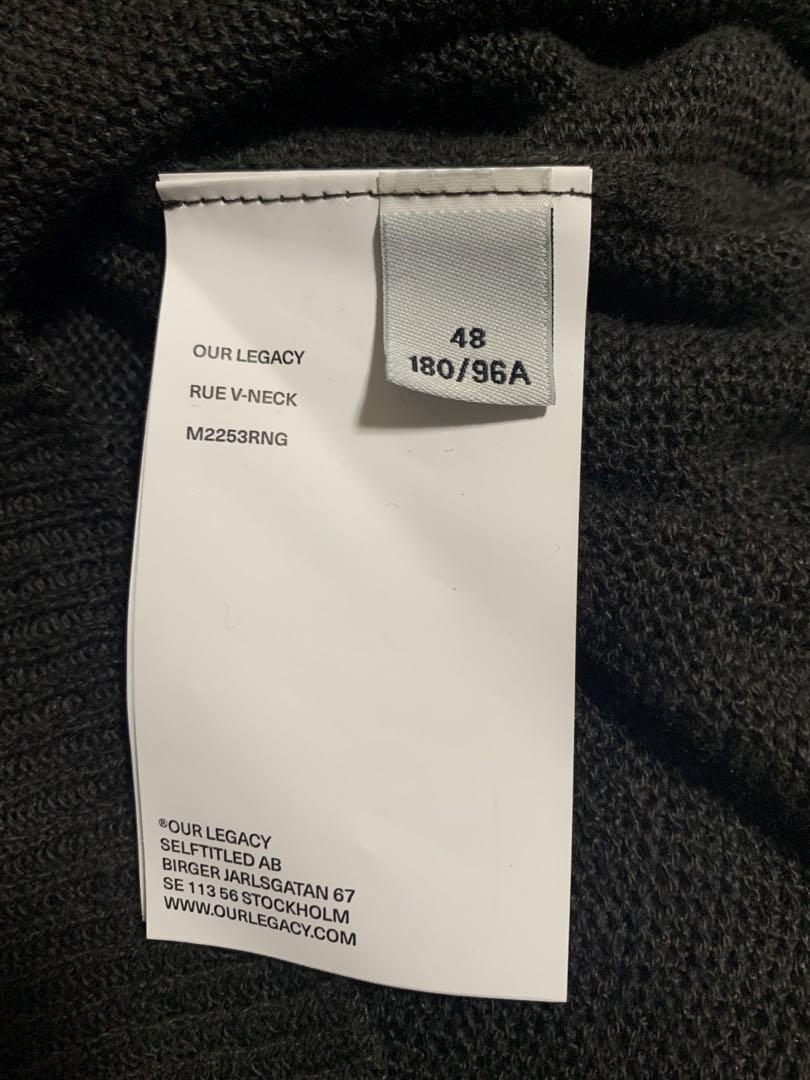 48
180/96A
OUR LEGACY
RUE V-NECK
M2253RNG
®OUR LEGACY
SELFTITLED AB
BIRGER JARLSGATAN 67
SE 113 56 STOCKHOLM
WWW.OURLEGACY.COM